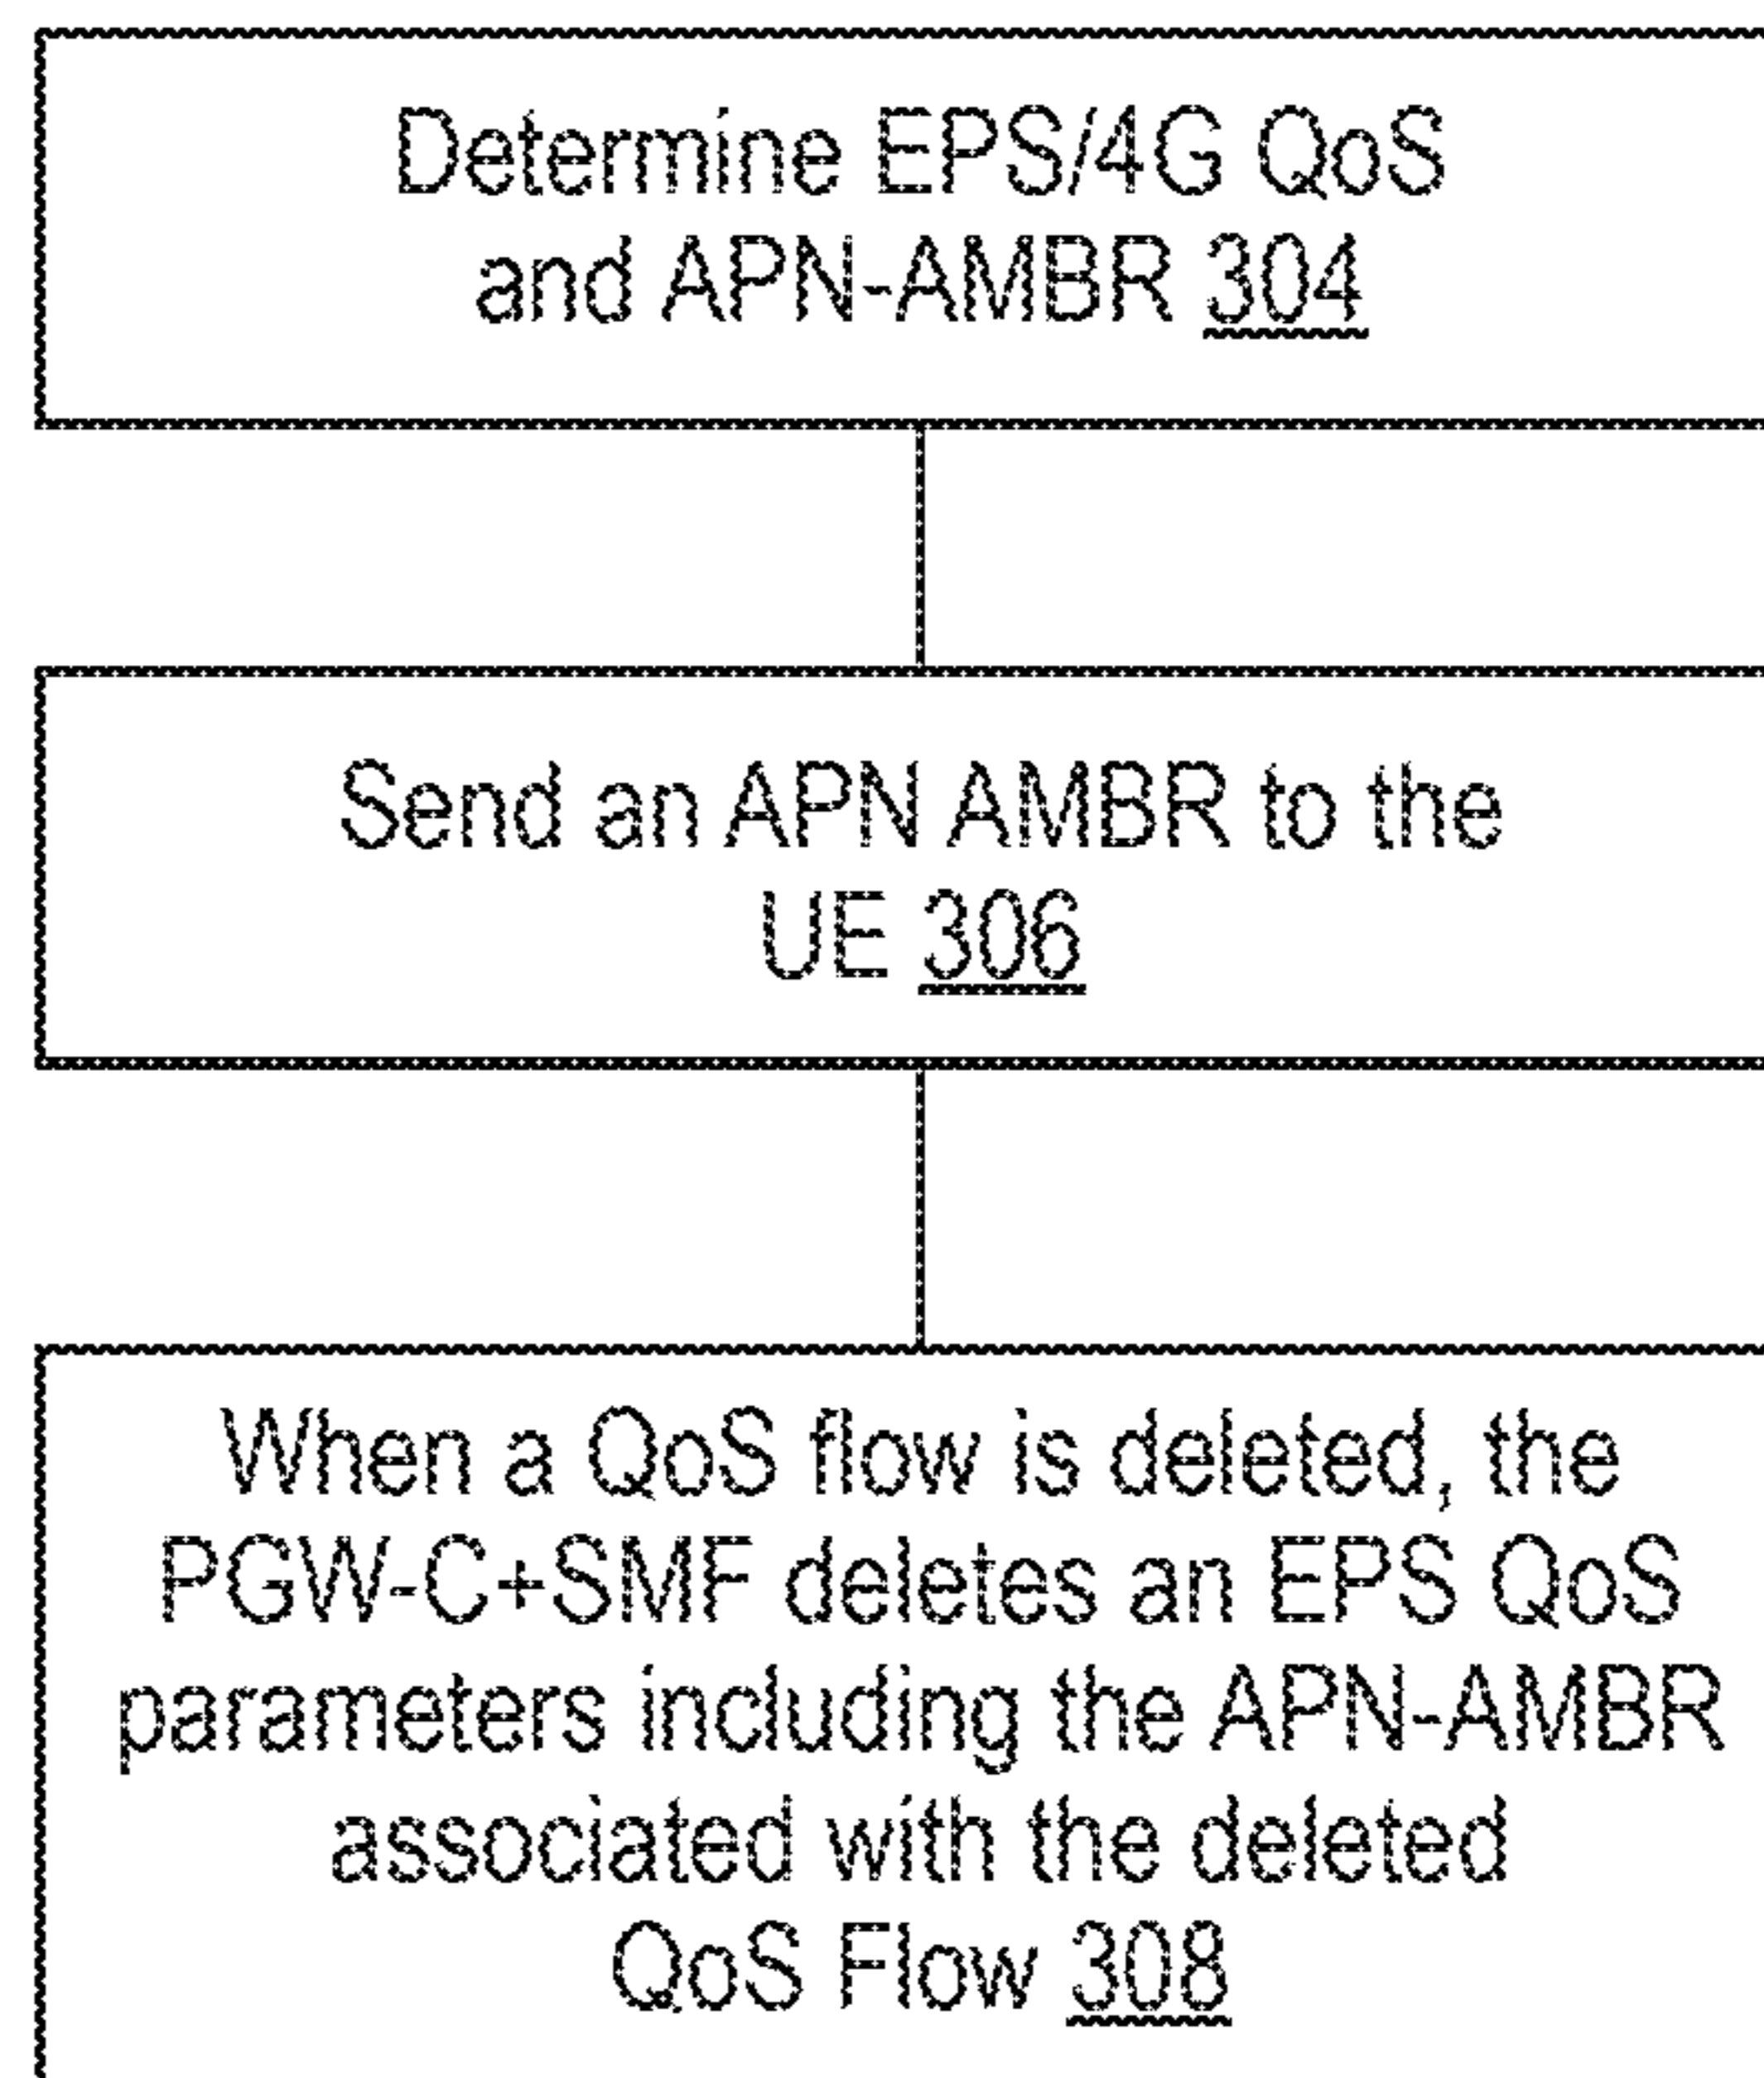 Determine EPS/4G QoS
and APN-AMBR 304
Send an APN AMBR to the
UE 306
When a QoS flow is deleted, the
PGW-C+SMF deletes an EPS QoS
parameters including the APN-AMBR
associated with the deleted
QoS Flow 308